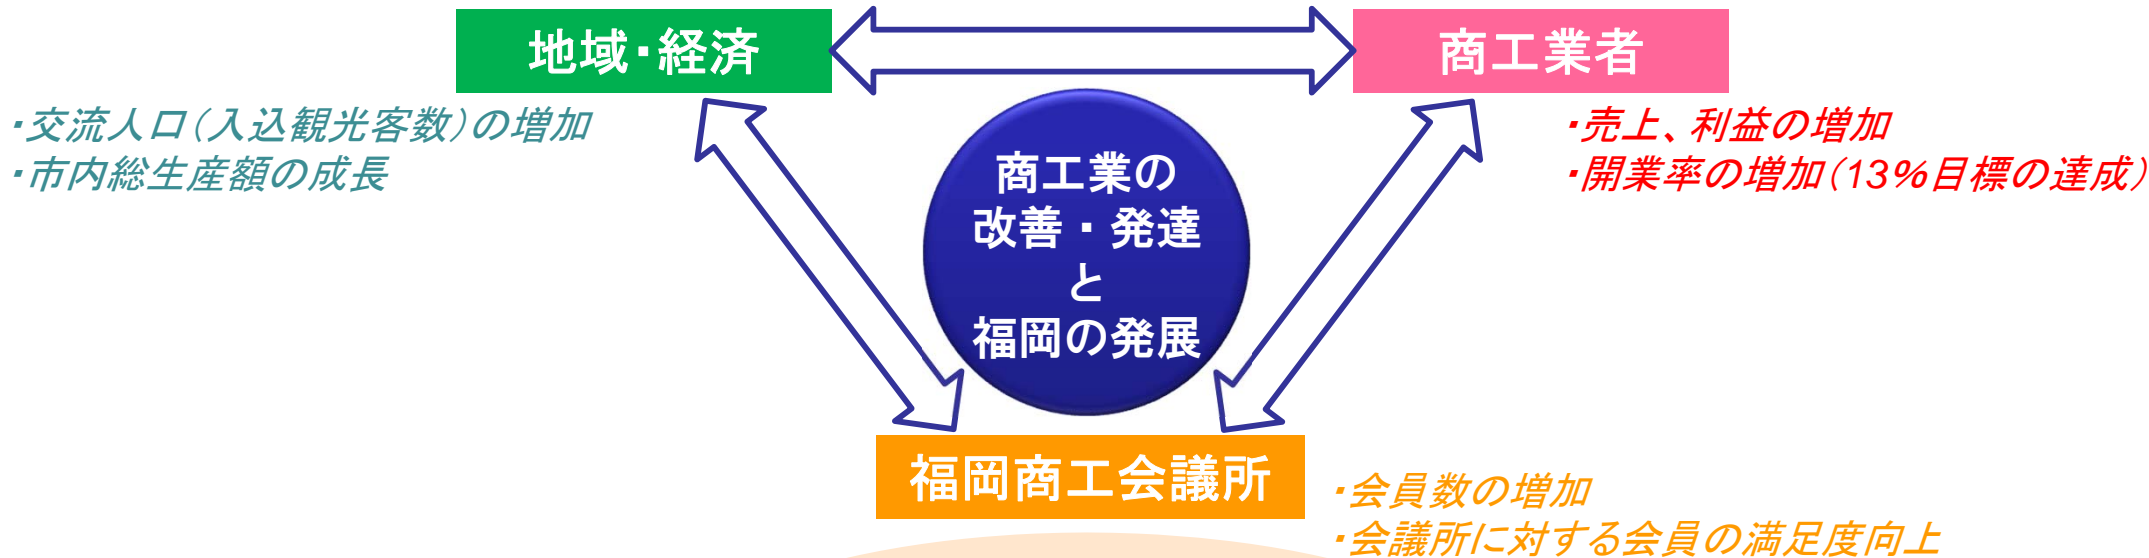 地域・経済
商工業者
・交流人口（入込観光客数）の増加
・市内総生産額の成長
・売上、利益の増加
・開業率の増加（13％目標の達成）
商工業の
改善・発達
と
福岡の発展
福岡商工会議所
・会員数の増加
・会議所に対する会員の満足度向上